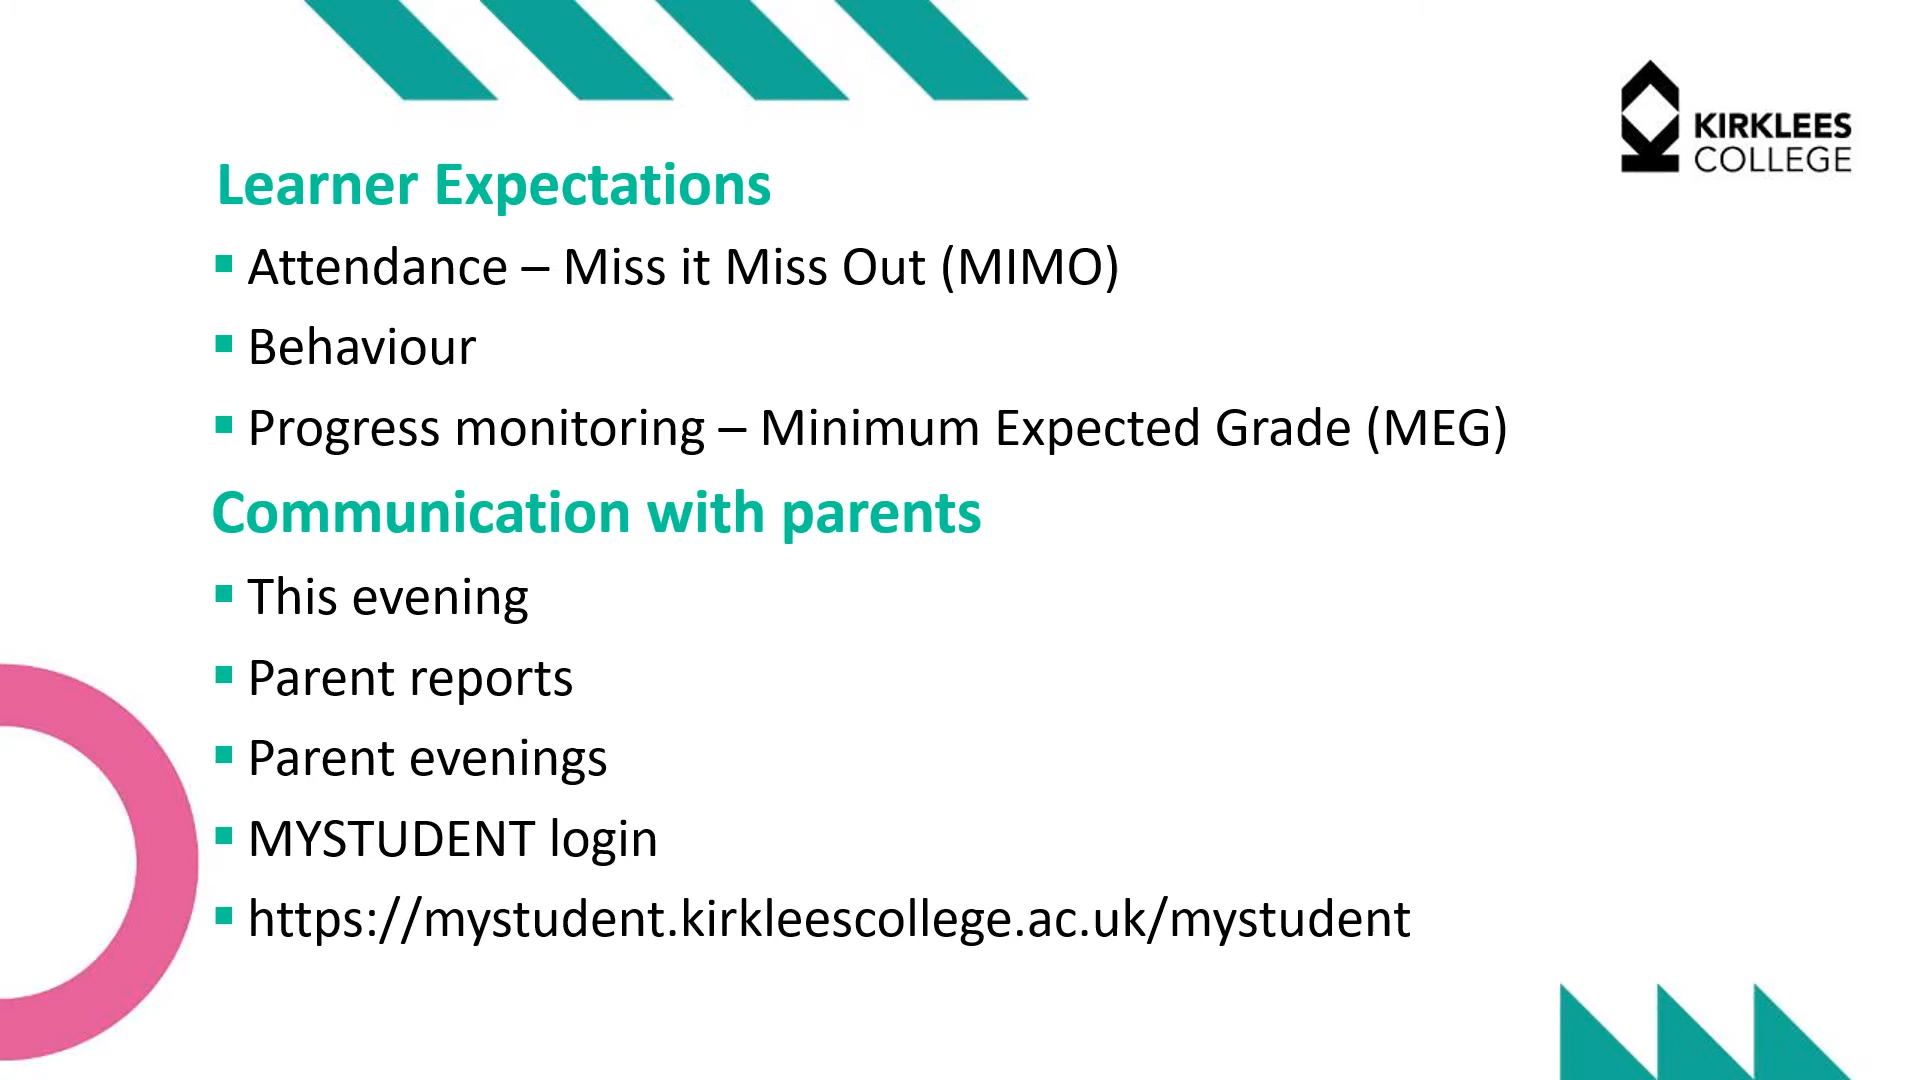 KIRKLEES
COLLEGE
Learner Expectations
▪ Attendance – Miss it Miss Out (MIMO)
▪ Behaviour
▪ Progress monitoring – Minimum Expected Grade (MEG)
Communication with parents
▪ This evening
▪ Parent reports
▪ Parent evenings
▪ MYSTUDENT login
▪ https://mystudent.kirkleescollege.ac.uk/mystudent